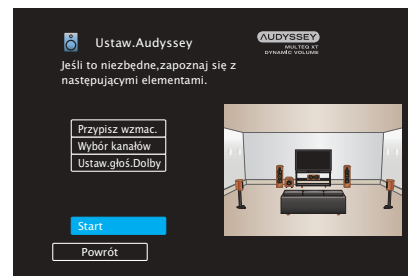 Ustaw.Audyssey
AUDYSSEY
MULTEQ XT
DYNAMIC VOLUME
Jeśli to niezbędne,zapoznaj się z
następującymi elementami.
Przypisz wzmac.
Wybór kanałów
Ustaw.głoś.Dolby
Start
Powrót